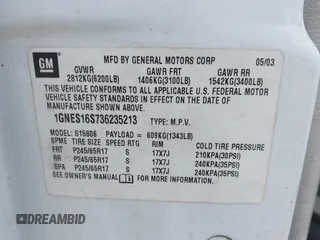 GM
MFD BY GENERAL MOTORS CORP 05/03
GVWR GAWR FRT GAWR RR
2812KG(6200LB) 1406KG(3100LB) 1542KG(3400LB)
THIS VEHICLE CONFORMS TO ALL APPLICABLE U.S. FEDERAL MOTOR
VEHICLE SAFETY STANDARDS IN EFFECT ON THE DATE OF
MANUFACTURE SHOWN ABOVE.
1GNES16S736235213 TYPE: M.P.V.
MODEL: S15806 PAYLOAD = 609KG(1343LB)
SPME TIRE SIZE SPEED RTG RIM COLD TIRE PRESSURE
FRT P245/65R17 S 17X7J 210KPA(30PSI)
RR P245/65R17 S 17X7J 240KPA(35PSI)
SPA P245/65R17 S 17X7J 240KPA(35PSI)
SEE OWNER'S MANUAL FOR ADDITIONAL INFORMATION.
DREAMBID